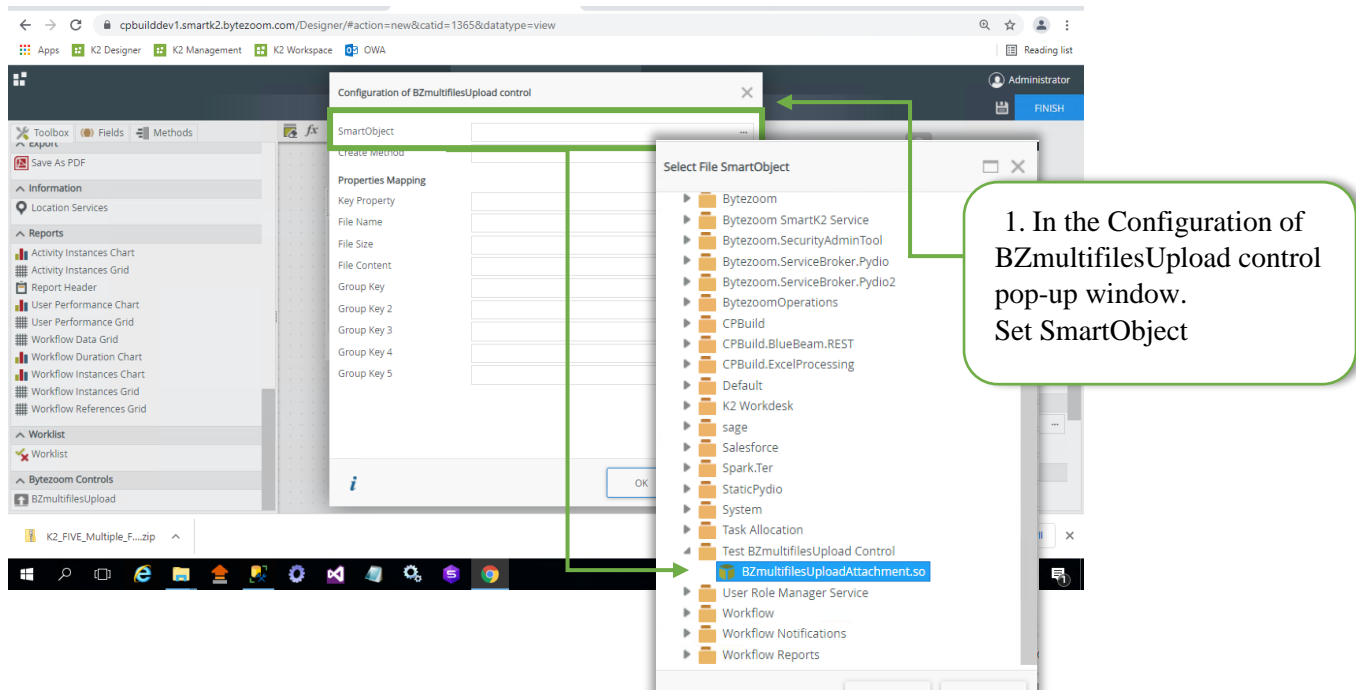 cpbuilddev1.smartk2.bytezoom.com/Designer/#action=new&catid=1365&datatype=view
Apps K2 Designer K2 Management K2 Workspace OWA Reading list
Administrator
FINISH
Toolbox Fields Methods
Export
Save As PDF
Information
Location Services
Reports
Activity Instances Chart
Activity Instances Grid
Report Header
User Performance Chart
User Performance Grid
Workflow Data Grid
Workflow Duration Chart
Workflow Instances Chart
Workflow Instances Grid
Workflow References Grid
Worklist
Worklist
Bytezoom Controls
BZmultifilesUpload
fx
Configuration of BZmultifilesUpload control
SmartObject ...
Create Method
Properties Mapping
Key Property
File Name
File Size
File Content
Group Key
Group Key 2
Group Key 3
Group Key 4
Group Key 5
i
OK
Select File SmartObject
Bytezoom
Bytezoom SmartK2 Service
Bytezoom.SecurityAdminTool
Bytezoom.ServiceBroker.Pydio
Bytezoom.ServiceBroker.Pydio2
BytezoomOperations
CPBuild
CPBuild.BlueBeam.REST
CPBuild.ExcelProcessing
Default
K2 Workdesk
sage
Salesforce
Spark.Ter
StaticPydio
System
Task Allocation
Test BZmultifilesUpload Control
BZmultifilesUploadAttachment.so
User Role Manager Service
Workflow
Workflow Notifications
Workflow Reports
1. In the Configuration of
BZmultifilesUpload control
pop-up window.
Set SmartObject
...
K2_FIVE_Multiple_F....zip